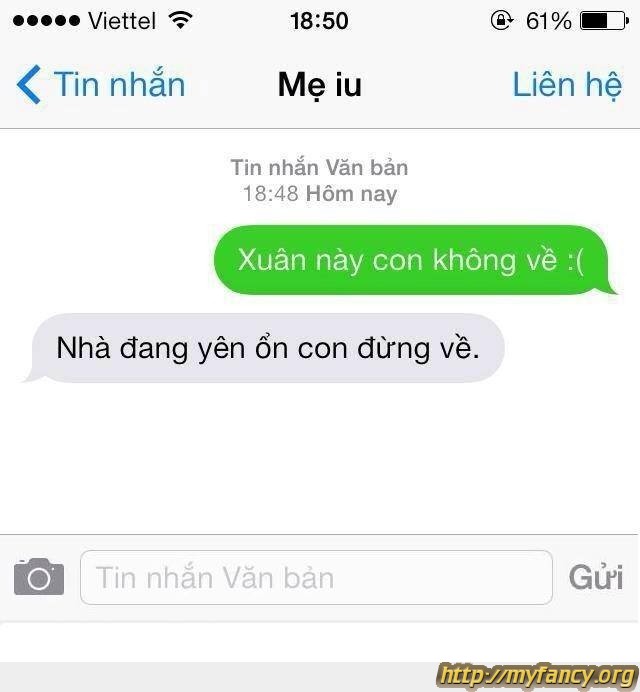 Viettel 18:50 61%
Tin nhắn Mẹ iu Liên hệ
Tin nhắn Văn bản
18:48 Hôm nay
Xuân này con không về :(
Nhà đang yên ổn con đừng về.
Tin nhắn Văn bản Gửi
http://myfancy.org